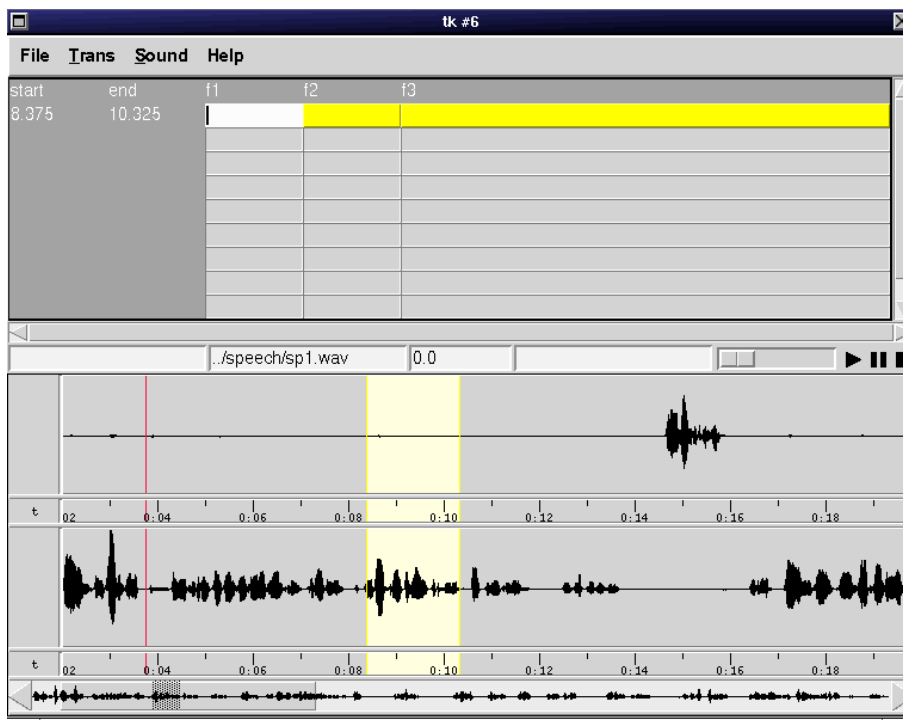 tk #6
File Trans Sound Help
start end f1 f2 f3
8.375 10.325
../speech/sp1.wav 0.0
t 02 0:04 0:06 0:08 0:10 0:12 0:14 0:16 0:18
t 02 0:04 0:06 0:08 0:10 0:12 0:14 0:16 0:18